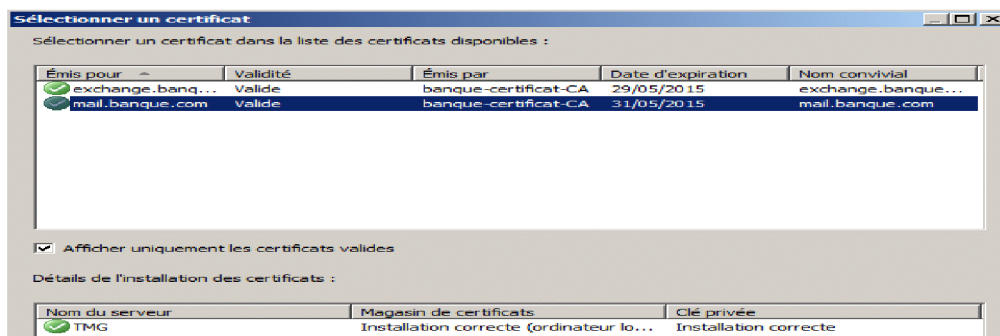 Sélectionner un certificat
Sélectionner un certificat dans la liste des certificats disponibles :
Émis pour Validité Émis par Date d'expiration Nom convivial
exchange.banq... Valide banque-certificat-CA 29/05/2015 exchange.banque...
mail.banque.com Valide banque-certificat-CA 31/05/2015 mail.banque.com
Afficher uniquement les certificats valides
Détails de l'installation des certificats :
Nom du serveur Magasin de certificats Clé privée
TMG Installation correcte (ordinateur lo... Installation correcte